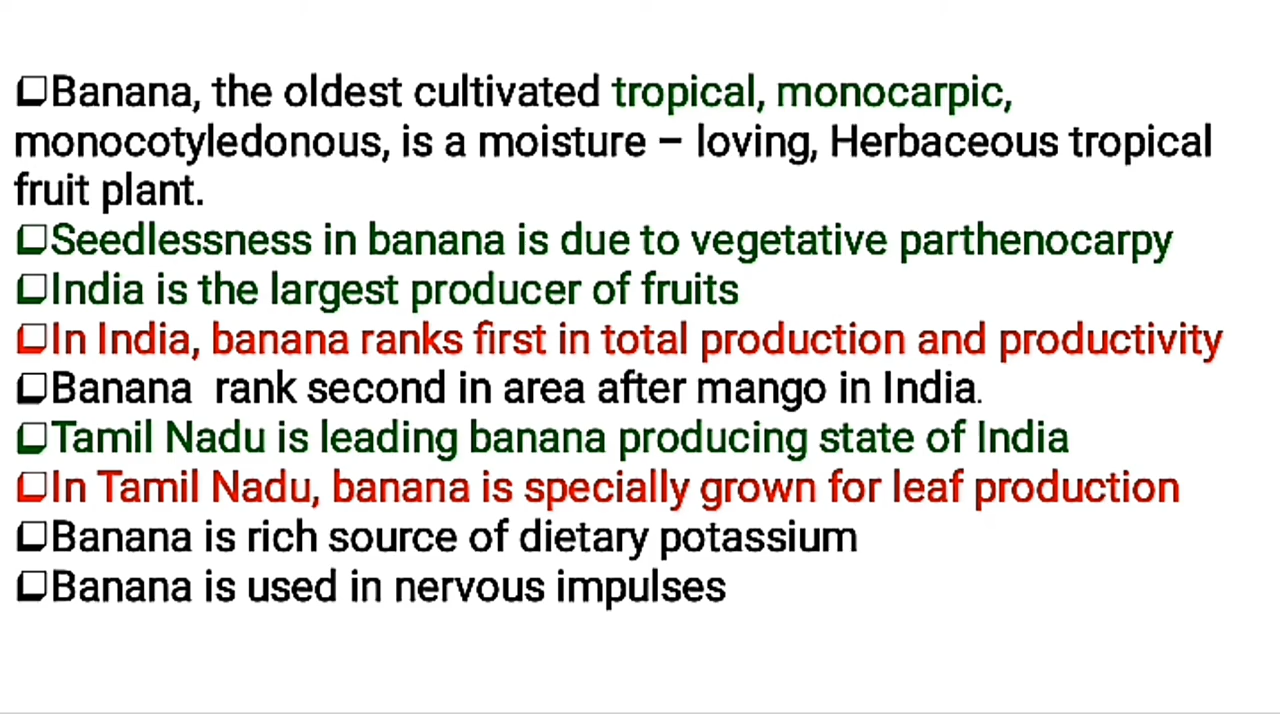 ❑Banana, the oldest cultivated tropical, monocarpic,
monocotyledonous, is a moisture – loving, Herbaceous tropical
fruit plant.
❑Seedlessness in banana is due to vegetative parthenocarpy
❑India is the largest producer of fruits
❑In India, banana ranks first in total production and productivity
❑Banana  rank second in area after mango in India.
❑Tamil Nadu is leading banana producing state of India
❑In Tamil Nadu, banana is specially grown for leaf production
❑Banana is rich source of dietary potassium
❑Banana is used in nervous impulses